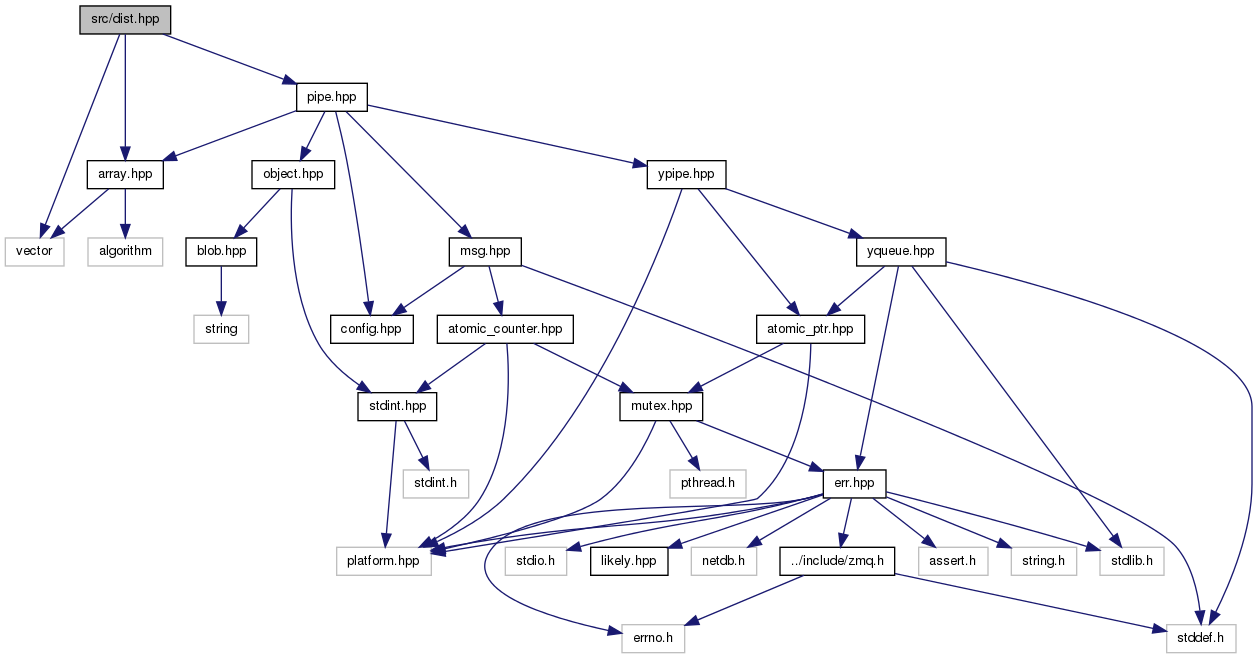 src/dist.hpp
pipe.hpp
array.hpp
object.hpp
ypipe.hpp
vector
algorithm
blob.hpp
msg.hpp
yqueue.hpp
string
config.hpp
atomic_counter.hpp
atomic_ptr.hpp
stdint.hpp
mutex.hpp
stdint.h
pthread.h
err.hpp
platform.hpp
stdio.h
likely.hpp
netdb.h
../include/zmq.h
assert.h
string.h
stdlib.h
errno.h
stddef.h